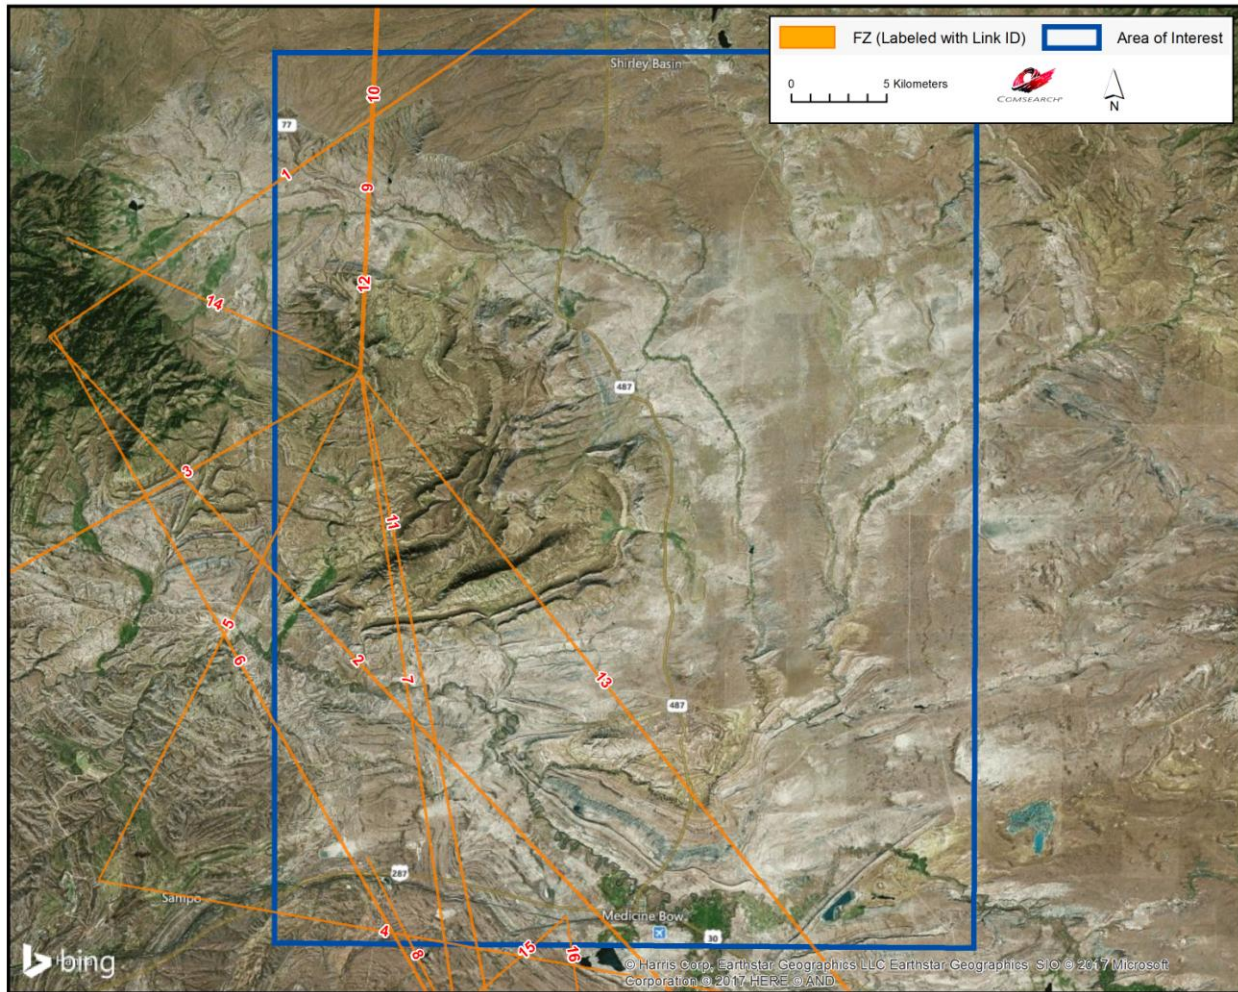 FZ (Labeled with Link ID)
Area of Interest
0
5 Kilometers
COMSEARCH
N
Shirley Basin
10
77
1
9
12
14
487
3
11
5
6
2
7
13
487
287
Sampo
Medicine Bow
4
8
15
16
30
bing
© Harris Corp, Earthstar Geographics LLC Earthstar Geographics SIO © 2017 Microsoft
Corporation © 2017 HERE © AND